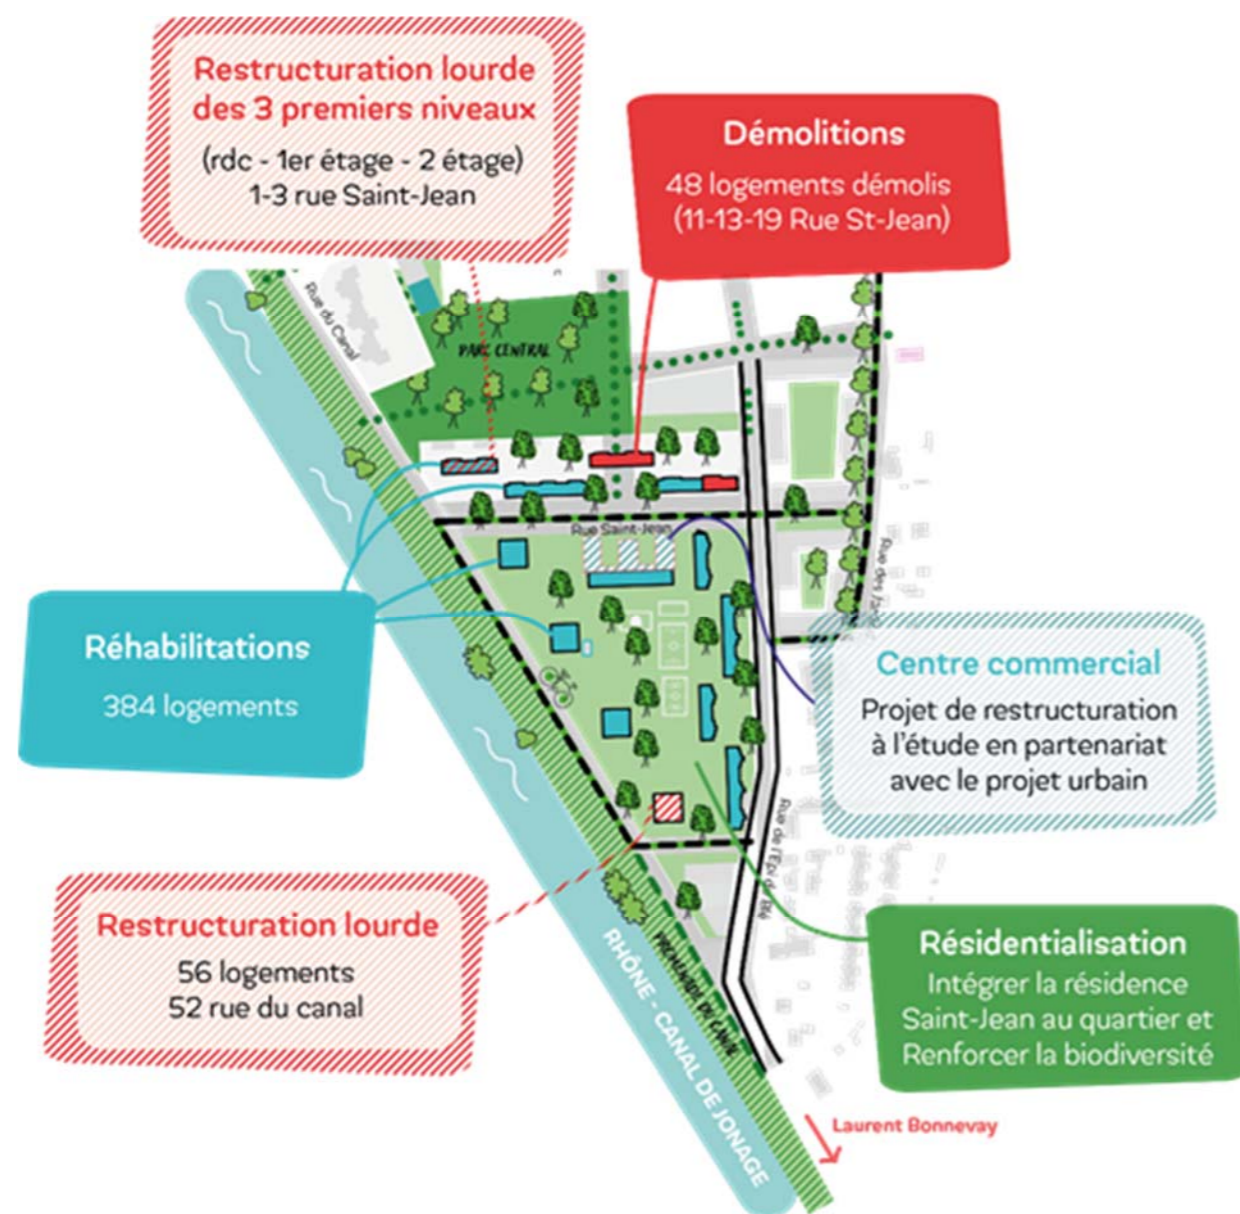 Restructuration lourde
des 3 premiers niveaux
(rdc - 1er étage - 2 étage)
1-3 rue Saint-Jean
Démolitions
48 logements démolis
(11-13-19 Rue St-Jean)
Rue du Canal
PARC CENTRAL
Rue Saint-Jean
Rue des
Réhabilitations
384 logements
Centre commercial
Projet de restructuration
à l'étude en partenariat
avec le projet urbain
Rue de l'Epi de Blé
Restructuration lourde
56 logements
52 rue du canal
Résidentialisation
Intégrer la résidence
Saint-Jean au quartier et
Renforcer la biodiversité
PROMENADE DU CANAL
RHÔNE - CANAL DE JONAGE
Laurent Bonnevay